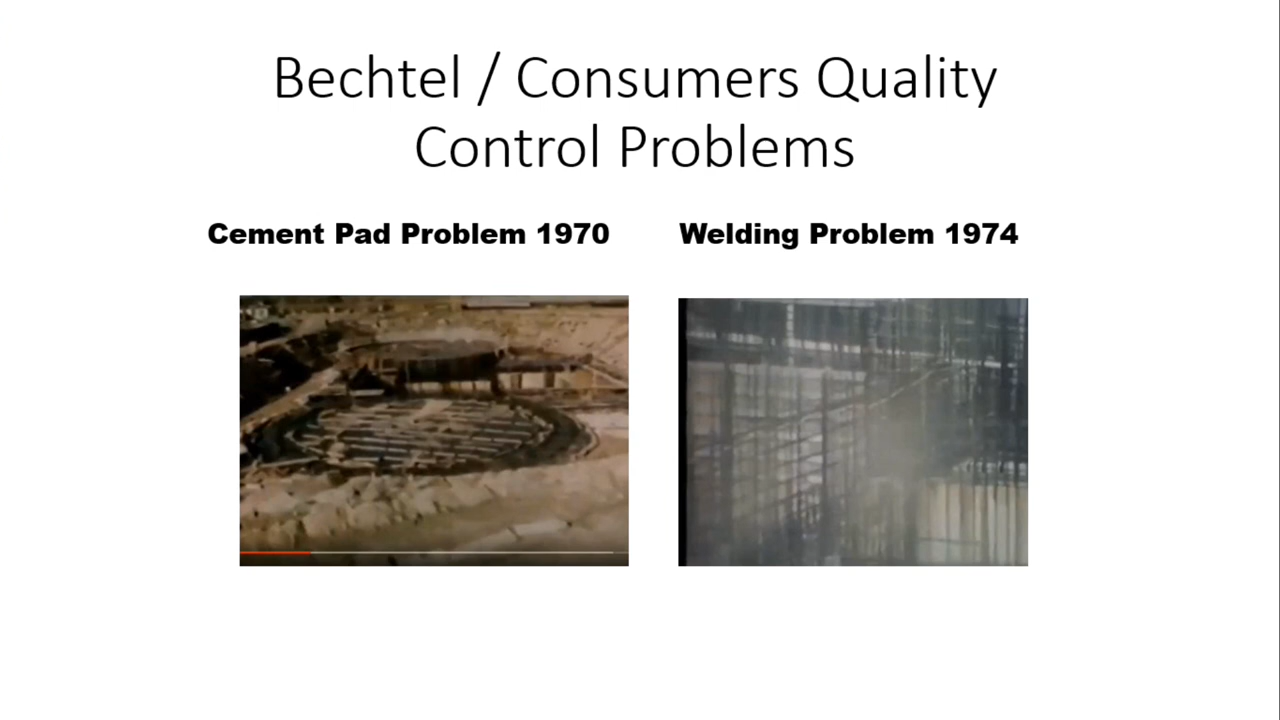 Bechtel / Consumers Quality
Control Problems
Cement Pad Problem 1970
Welding Problem 1974